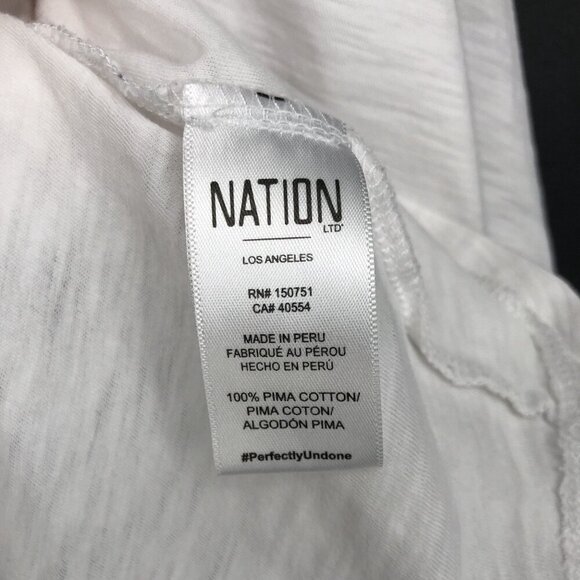 NATION
LTD
LOS ANGELES
RN# 150751
CA# 40554
MADE IN PERU
FABRIQUÉ AU PÉROU
HECHO EN PERÚ
100% PIMA COTTON/
PIMA COTON/
ALGODÓN PIMA
#PerfectlyUndone